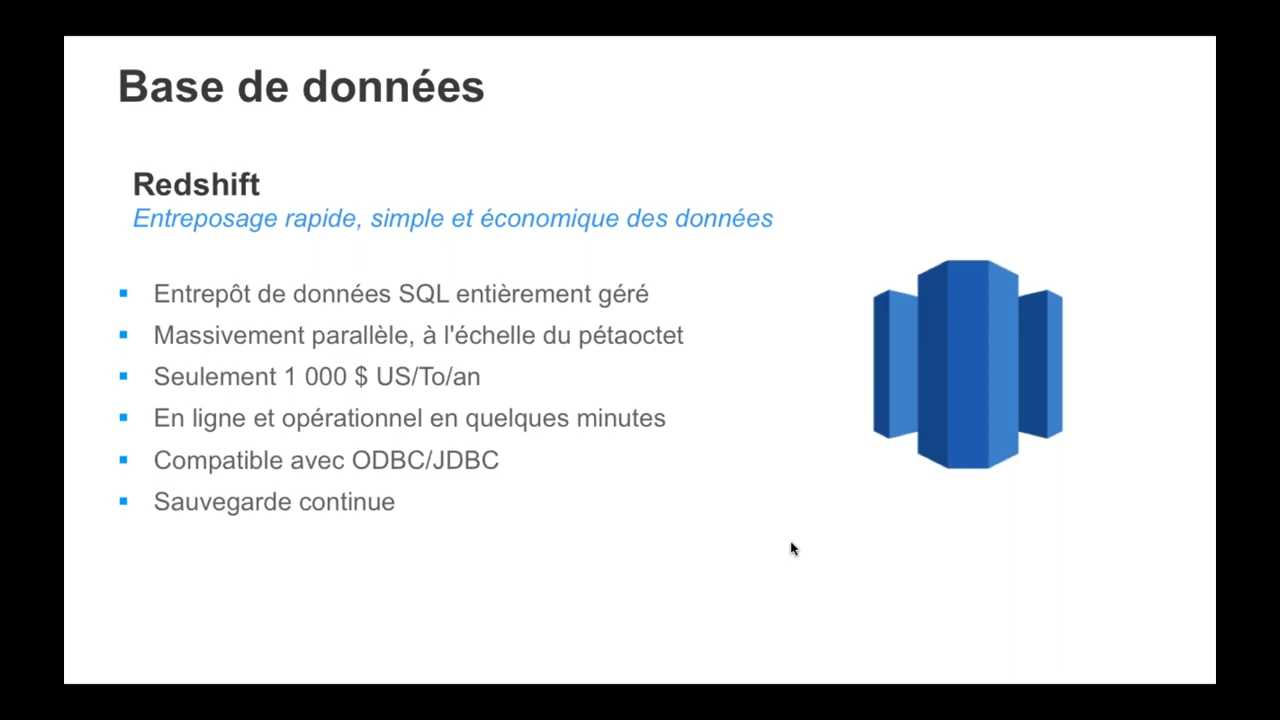 Base de données
Redshift
Entreposage rapide, simple et économique des données
Entrepôt de données SQL entièrement géré
Massivement parallèle, à l'échelle du pétaoctet
Seulement 1 000 $ US/To/an
En ligne et opérationnel en quelques minutes
Compatible avec ODBC/JDBC
Sauvegarde continue